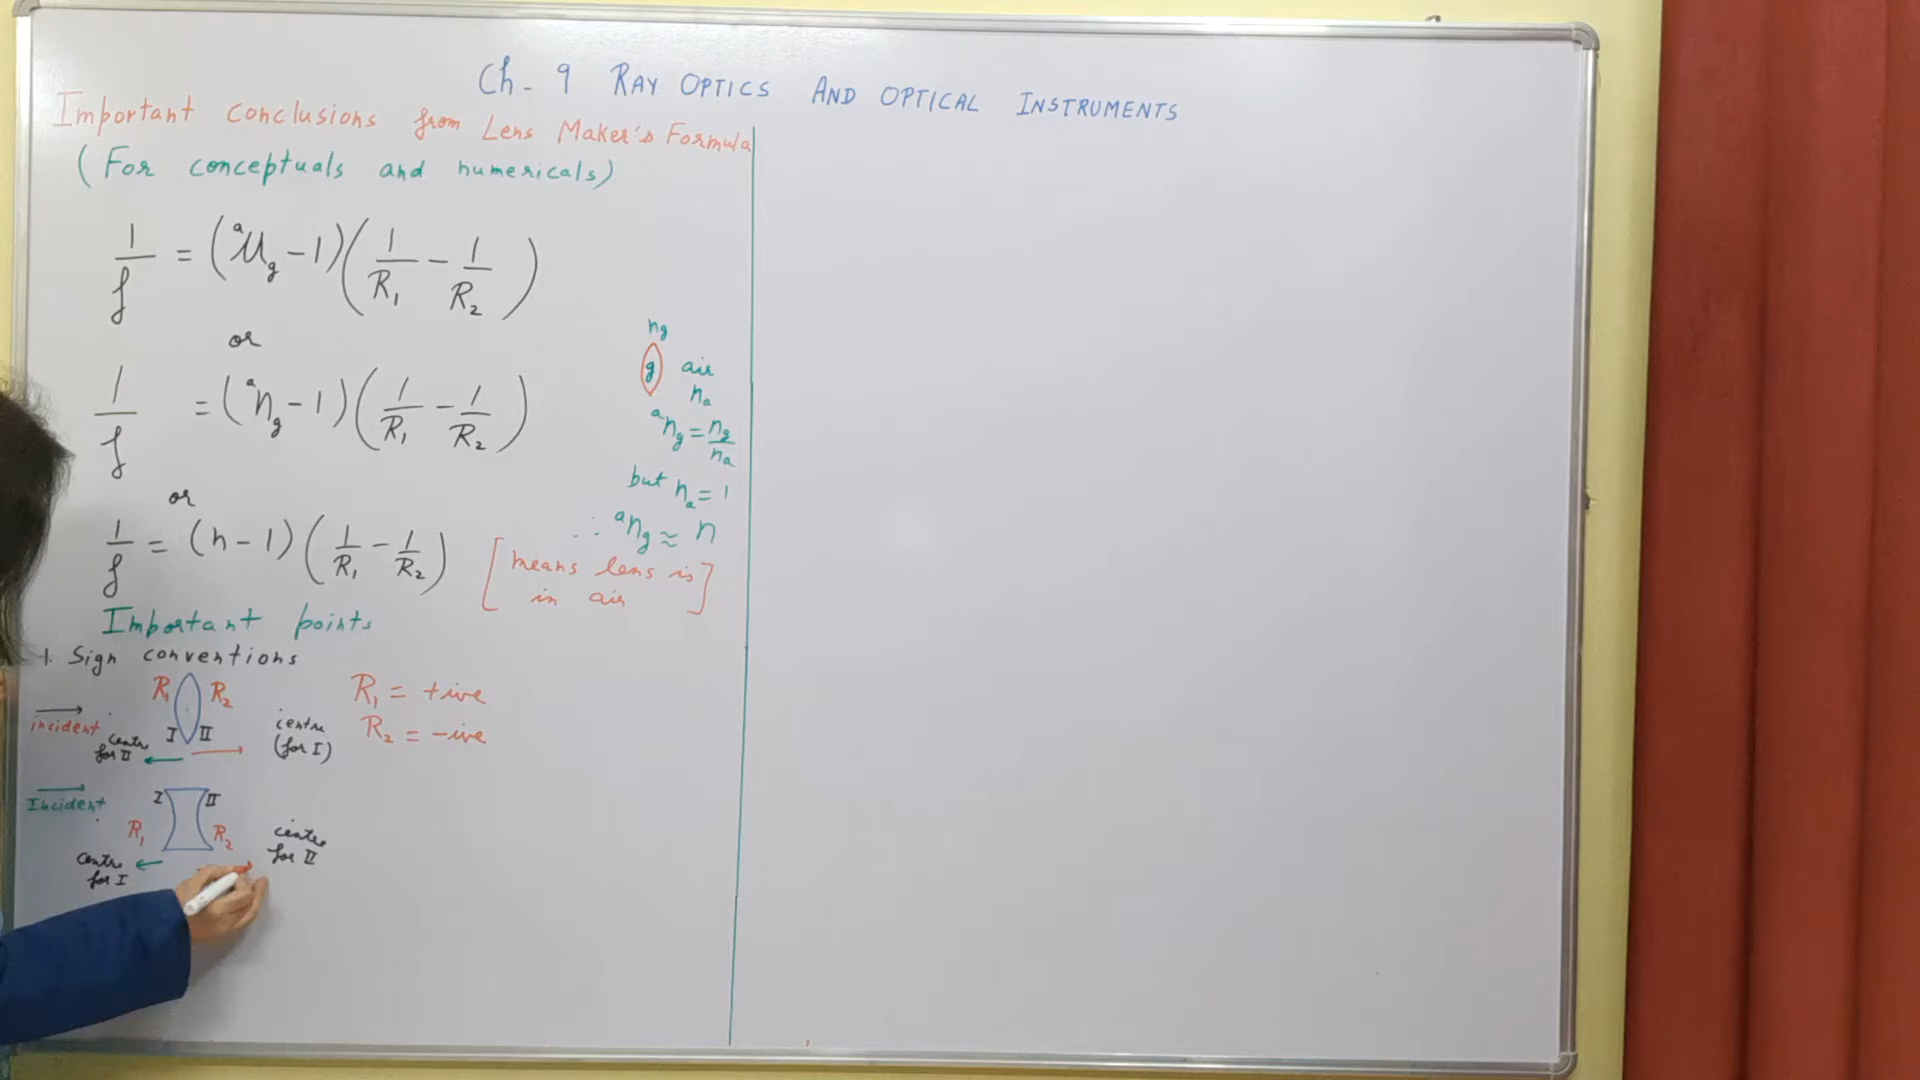 Ch - 9 RAY OPTICS AND OPTICAL INSTRUMENTS
Important conclusions from Lens Maker's Formula
(For conceptuals and numericals)
1/f = (ᵃμg - 1)(1/R₁ - 1/R₂)
or
1/f = (ᵃng - 1)(1/R₁ - 1/R₂)
or
1/f = (n - 1)(1/R₁ - 1/R₂)
ng
g air
na
ᵃng = ng/na
but na = 1
∴ ᵃng ≈ n
[means lens is
in air]
Important points
1. Sign conventions
R₁ R₂
incident
I II
centre
for II
centre
(for I)
R₁ = +ive
R₂ = -ive
Incident
I II
R₁ R₂
centre
for I
centre
for II